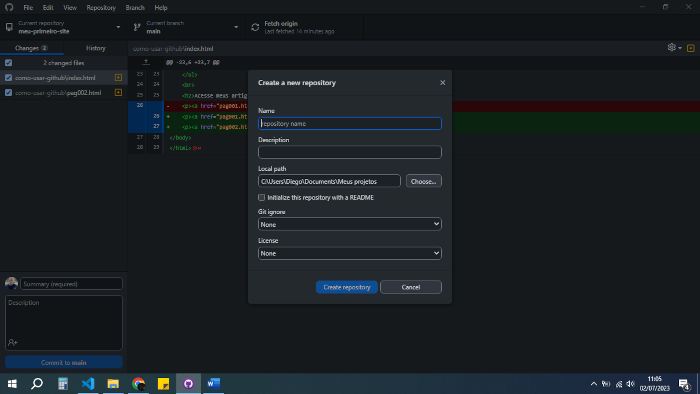 File Edit View Repository Branch Help
Current repository
meu-primeiro-site
Current branch
main
Fetch origin
Last fetched 14 minutes ago
Changes 2
History
como-usar-github\index.html
2 changed files
como-usar-github\index.html
como-usar-github\pag002.html
@@ -23,6 +23,7 @@
23 23 </ol>
24 24 <br>
25 25 <h2>Acesse meus artig
26 - <p><a href="pag001.ht
26 + <p><a href="pag001.ht
27 + <p><a href="pag002.ht
27 28 </body>
28 29 </html>
Create a new repository
Name
repository name
Description
Local path
C:\Users\Diego\Documents\Meus projetos
Choose...
Initialize this repository with a README
Git ignore
None
License
None
Create repository
Cancel
Summary (required)
Description
Commit to main
11:05
02/07/2023
4